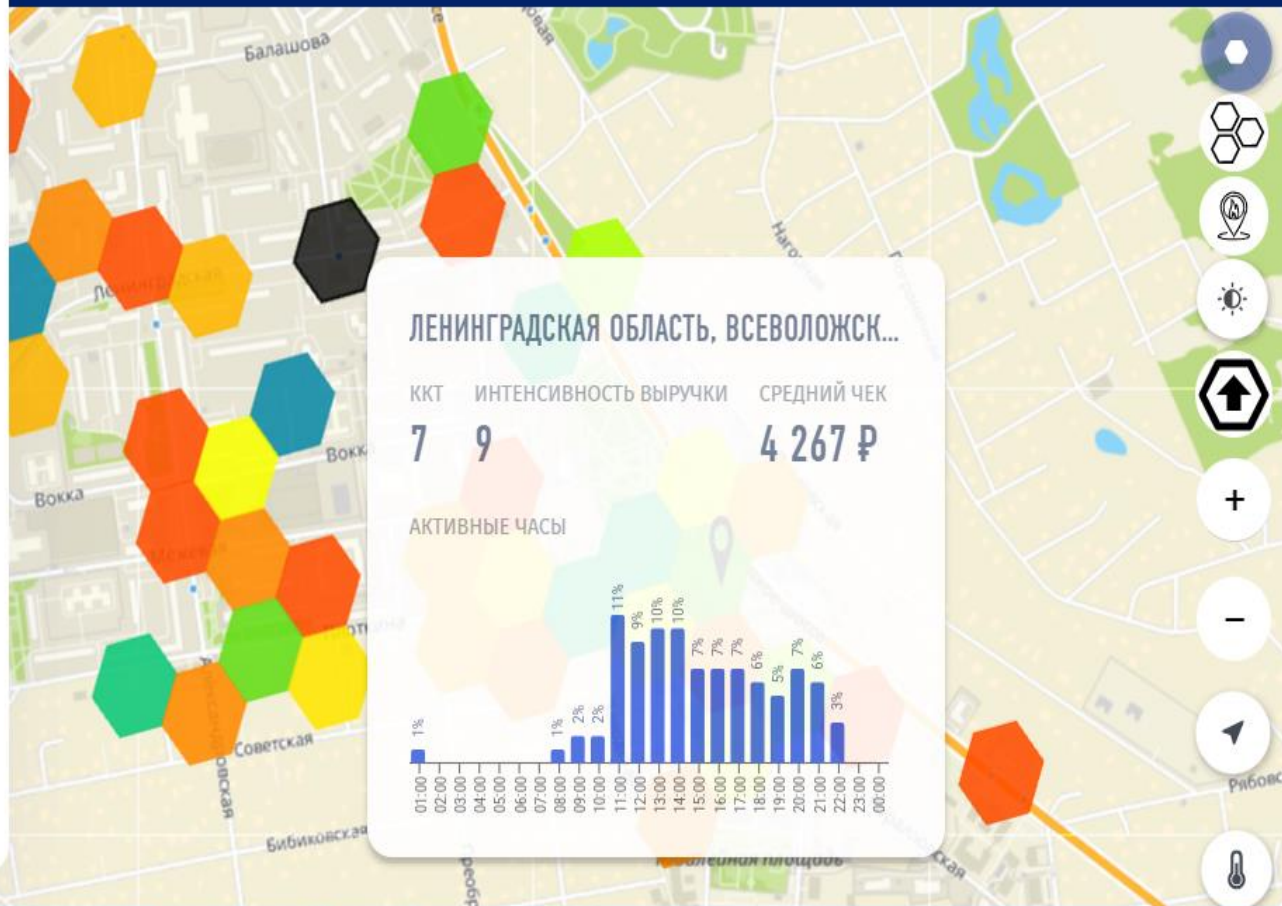 Балашова
Ленинградская
ЛЕНИНГРАДСКАЯ ОБЛАСТЬ, ВСЕВОЛОЖСК...
ККТ ИНТЕНСИВНОСТЬ ВЫРУЧКИ СРЕДНИЙ ЧЕК
7 9 4 267 ₽
Вокка
АКТИВНЫЕ ЧАСЫ
1% 1% 2% 2% 11% 9% 10% 10% 7% 7% 7% 6% 5% 7% 6% 3%
01:00 02:00 03:00 04:00 05:00 06:00 07:00 08:00 09:00 10:00 11:00 12:00 13:00 14:00 15:00 16:00 17:00 18:00 19:00 20:00 21:00 22:00 23:00 00:00
+
−
Советская
Александровская
Бибиковская